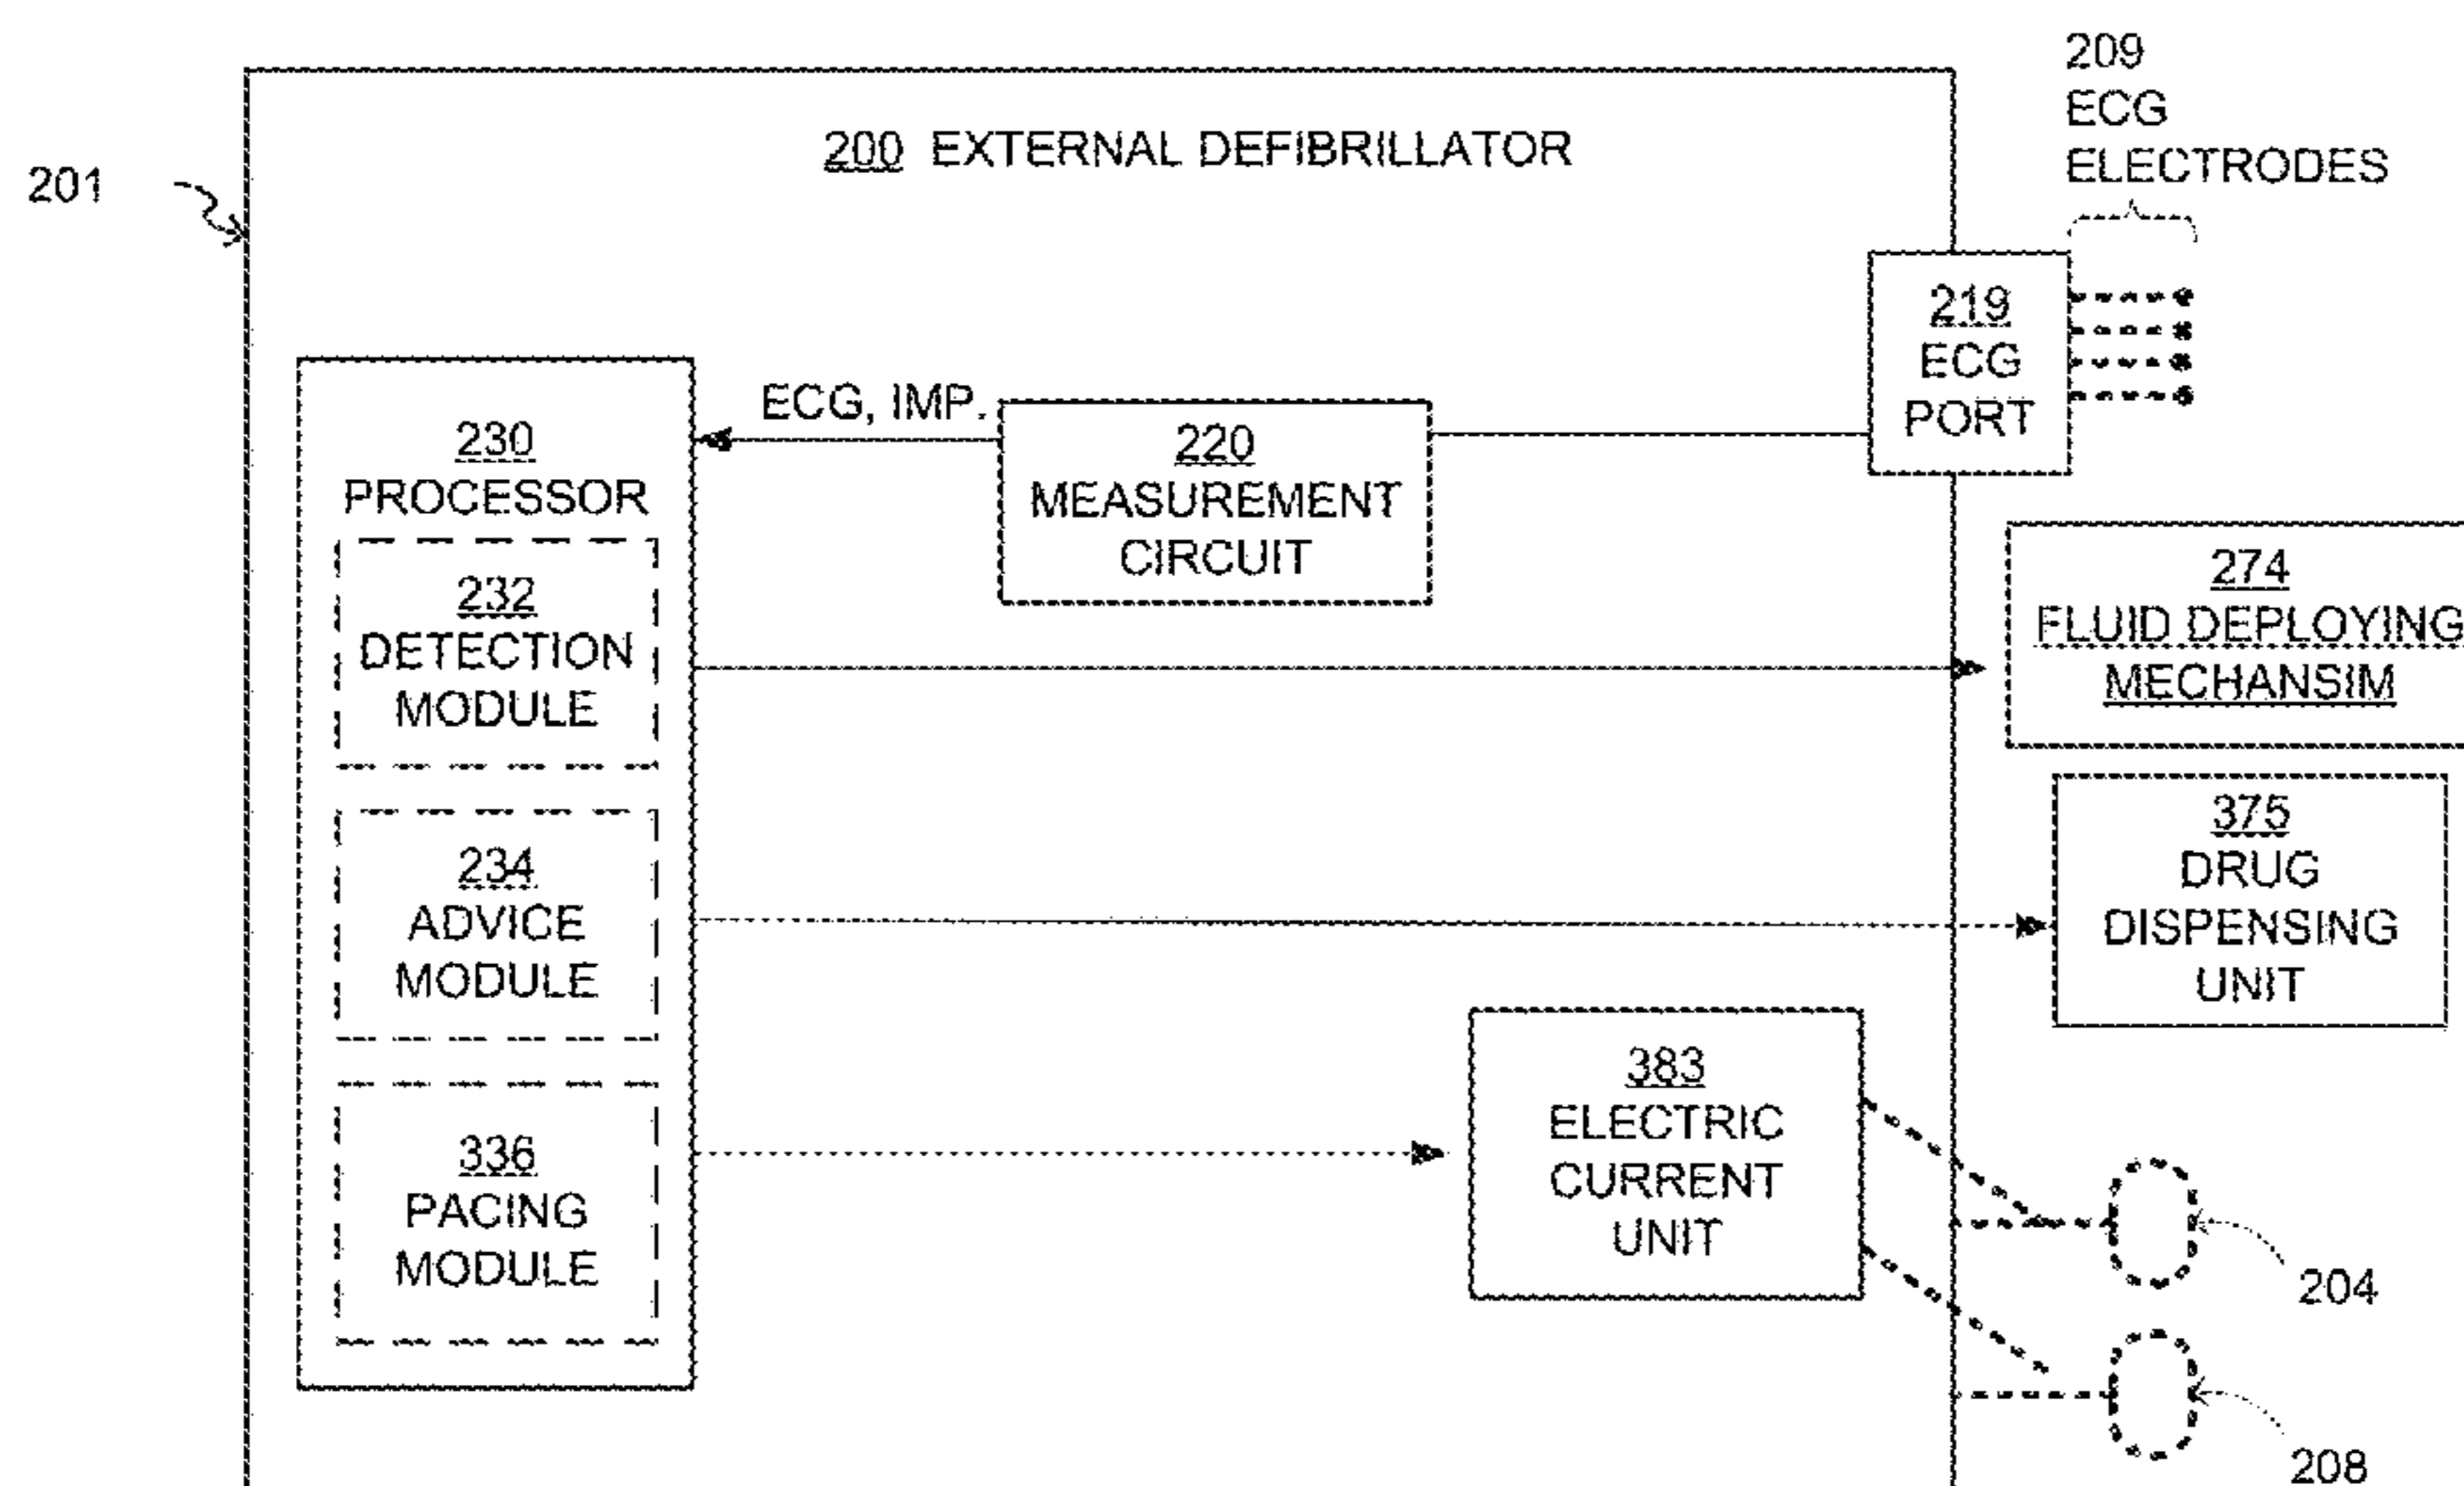 209
ECG
ELECTRODES
200 EXTERNAL DEFIBRILLATOR
201
219
ECG
PORT
ECG, IMP.
220
MEASUREMENT
CIRCUIT
230
PROCESSOR
232
DETECTION
MODULE
274
FLUID DEPLOYING
MECHANSIM
375
DRUG
DISPENSING
UNIT
234
ADVICE
MODULE
383
ELECTRIC
CURRENT
UNIT
336
PACING
MODULE
204
208